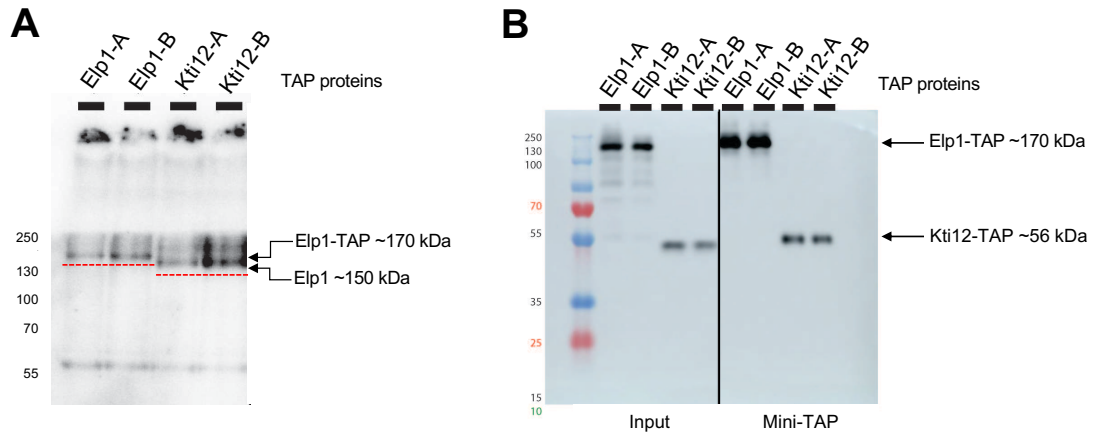 A
Elp1-A
Elp1-B
Kti12-A
Kti12-B
TAP proteins
250
130
100
70
55
Elp1-TAP ~170 kDa
Elp1 ~150 kDa
B
Elp1-A
Elp1-B
Kti12-A
Kti12-B
Elp1-A
Elp1-B
Kti12-A
Kti12-B
TAP proteins
250
130
100
70
55
35
25
15
10
Elp1-TAP ~170 kDa
Kti12-TAP ~56 kDa
Input
Mini-TAP